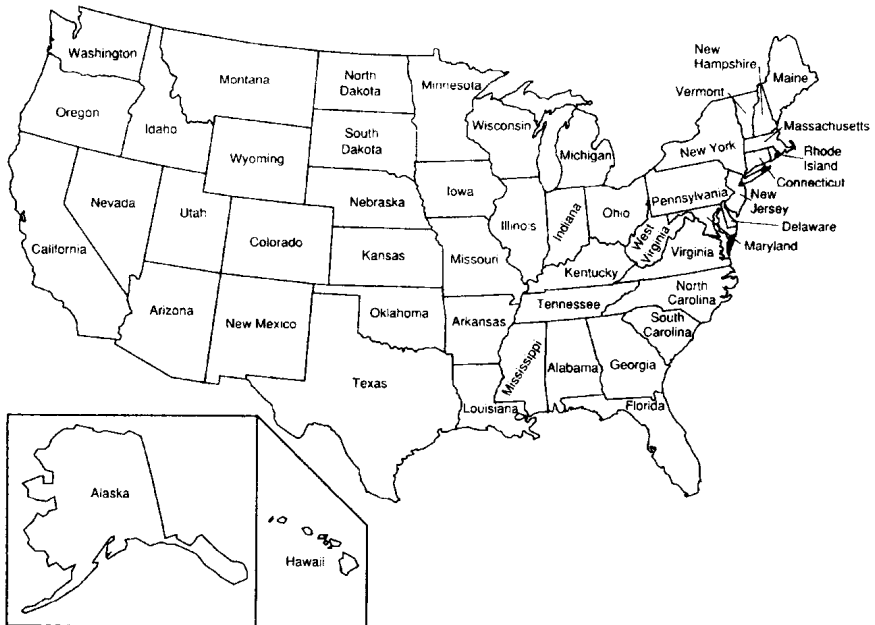 Washington
Montana
North
Dakota
Minnesota
New
Hampshire
Maine
Vermont
Oregon
Idaho
South
Dakota
Wisconsin
Massachusetts
Wyoming
Michigan
New York
Rhode
Island
Connecticut
Nevada
Utah
Nebraska
Iowa
Illinois
Indiana
Ohio
Pennsylvania
New
Jersey
Delaware
Maryland
California
Colorado
Kansas
Missouri
West
Virginia
Virginia
Kentucky
Arizona
New Mexico
Oklahoma
Arkansas
Tennessee
North
Carolina
South
Carolina
Texas
Mississippi
Alabama
Georgia
Louisiana
Florida
Alaska
Hawaii